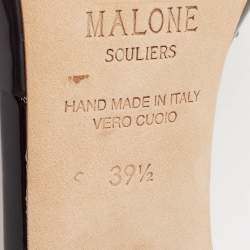 MALONE
SOULIERS
HAND MADE IN ITALY
VERO CUOIO
39½